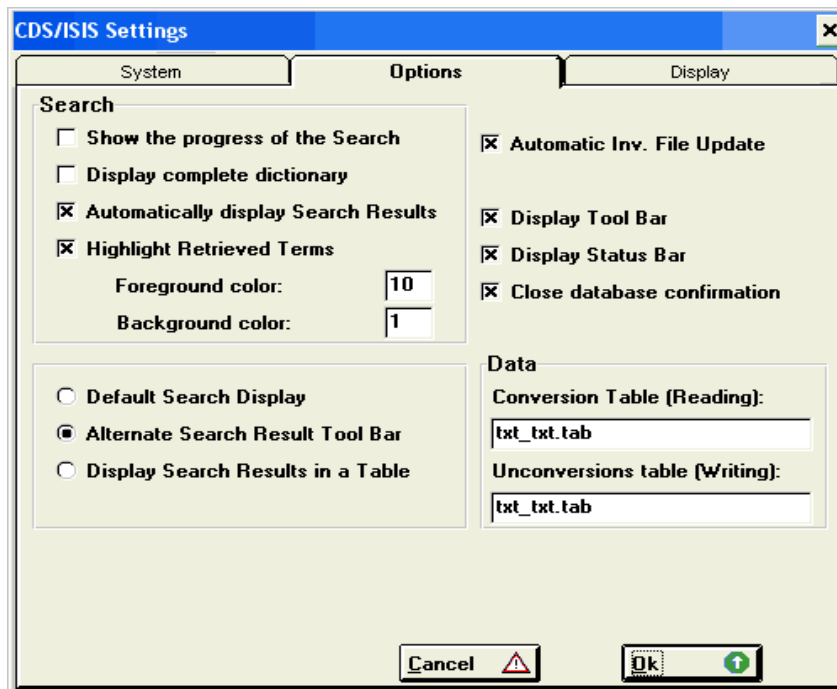 CDS/ISIS Settings
System
Options
Display
Search
Show the progress of the Search
Display complete dictionary
Automatically display Search Results
Highlight Retrieved Terms
Foreground color: 10
Background color: 1
Automatic Inv. File Update
Display Tool Bar
Display Status Bar
Close database confirmation
Default Search Display
Alternate Search Result Tool Bar
Display Search Results in a Table
Data
Conversion Table (Reading):
txt_txt.tab
Unconversions table (Writing):
txt_txt.tab
Cancel
Ok